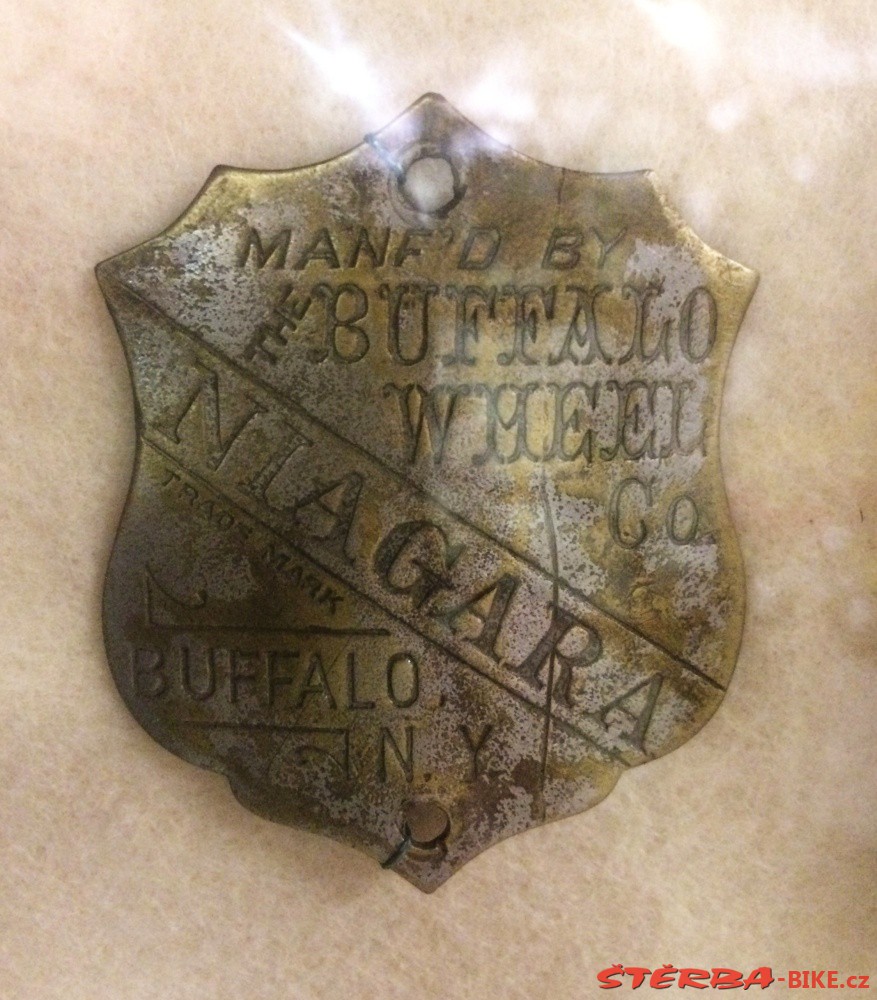 MANF'D BY
THE BUFFALO
WHEEL
Co.
NIAGARA
TRADE MARK
BUFFALO,
N.Y.
ŠTĚRBA-BIKE.cz